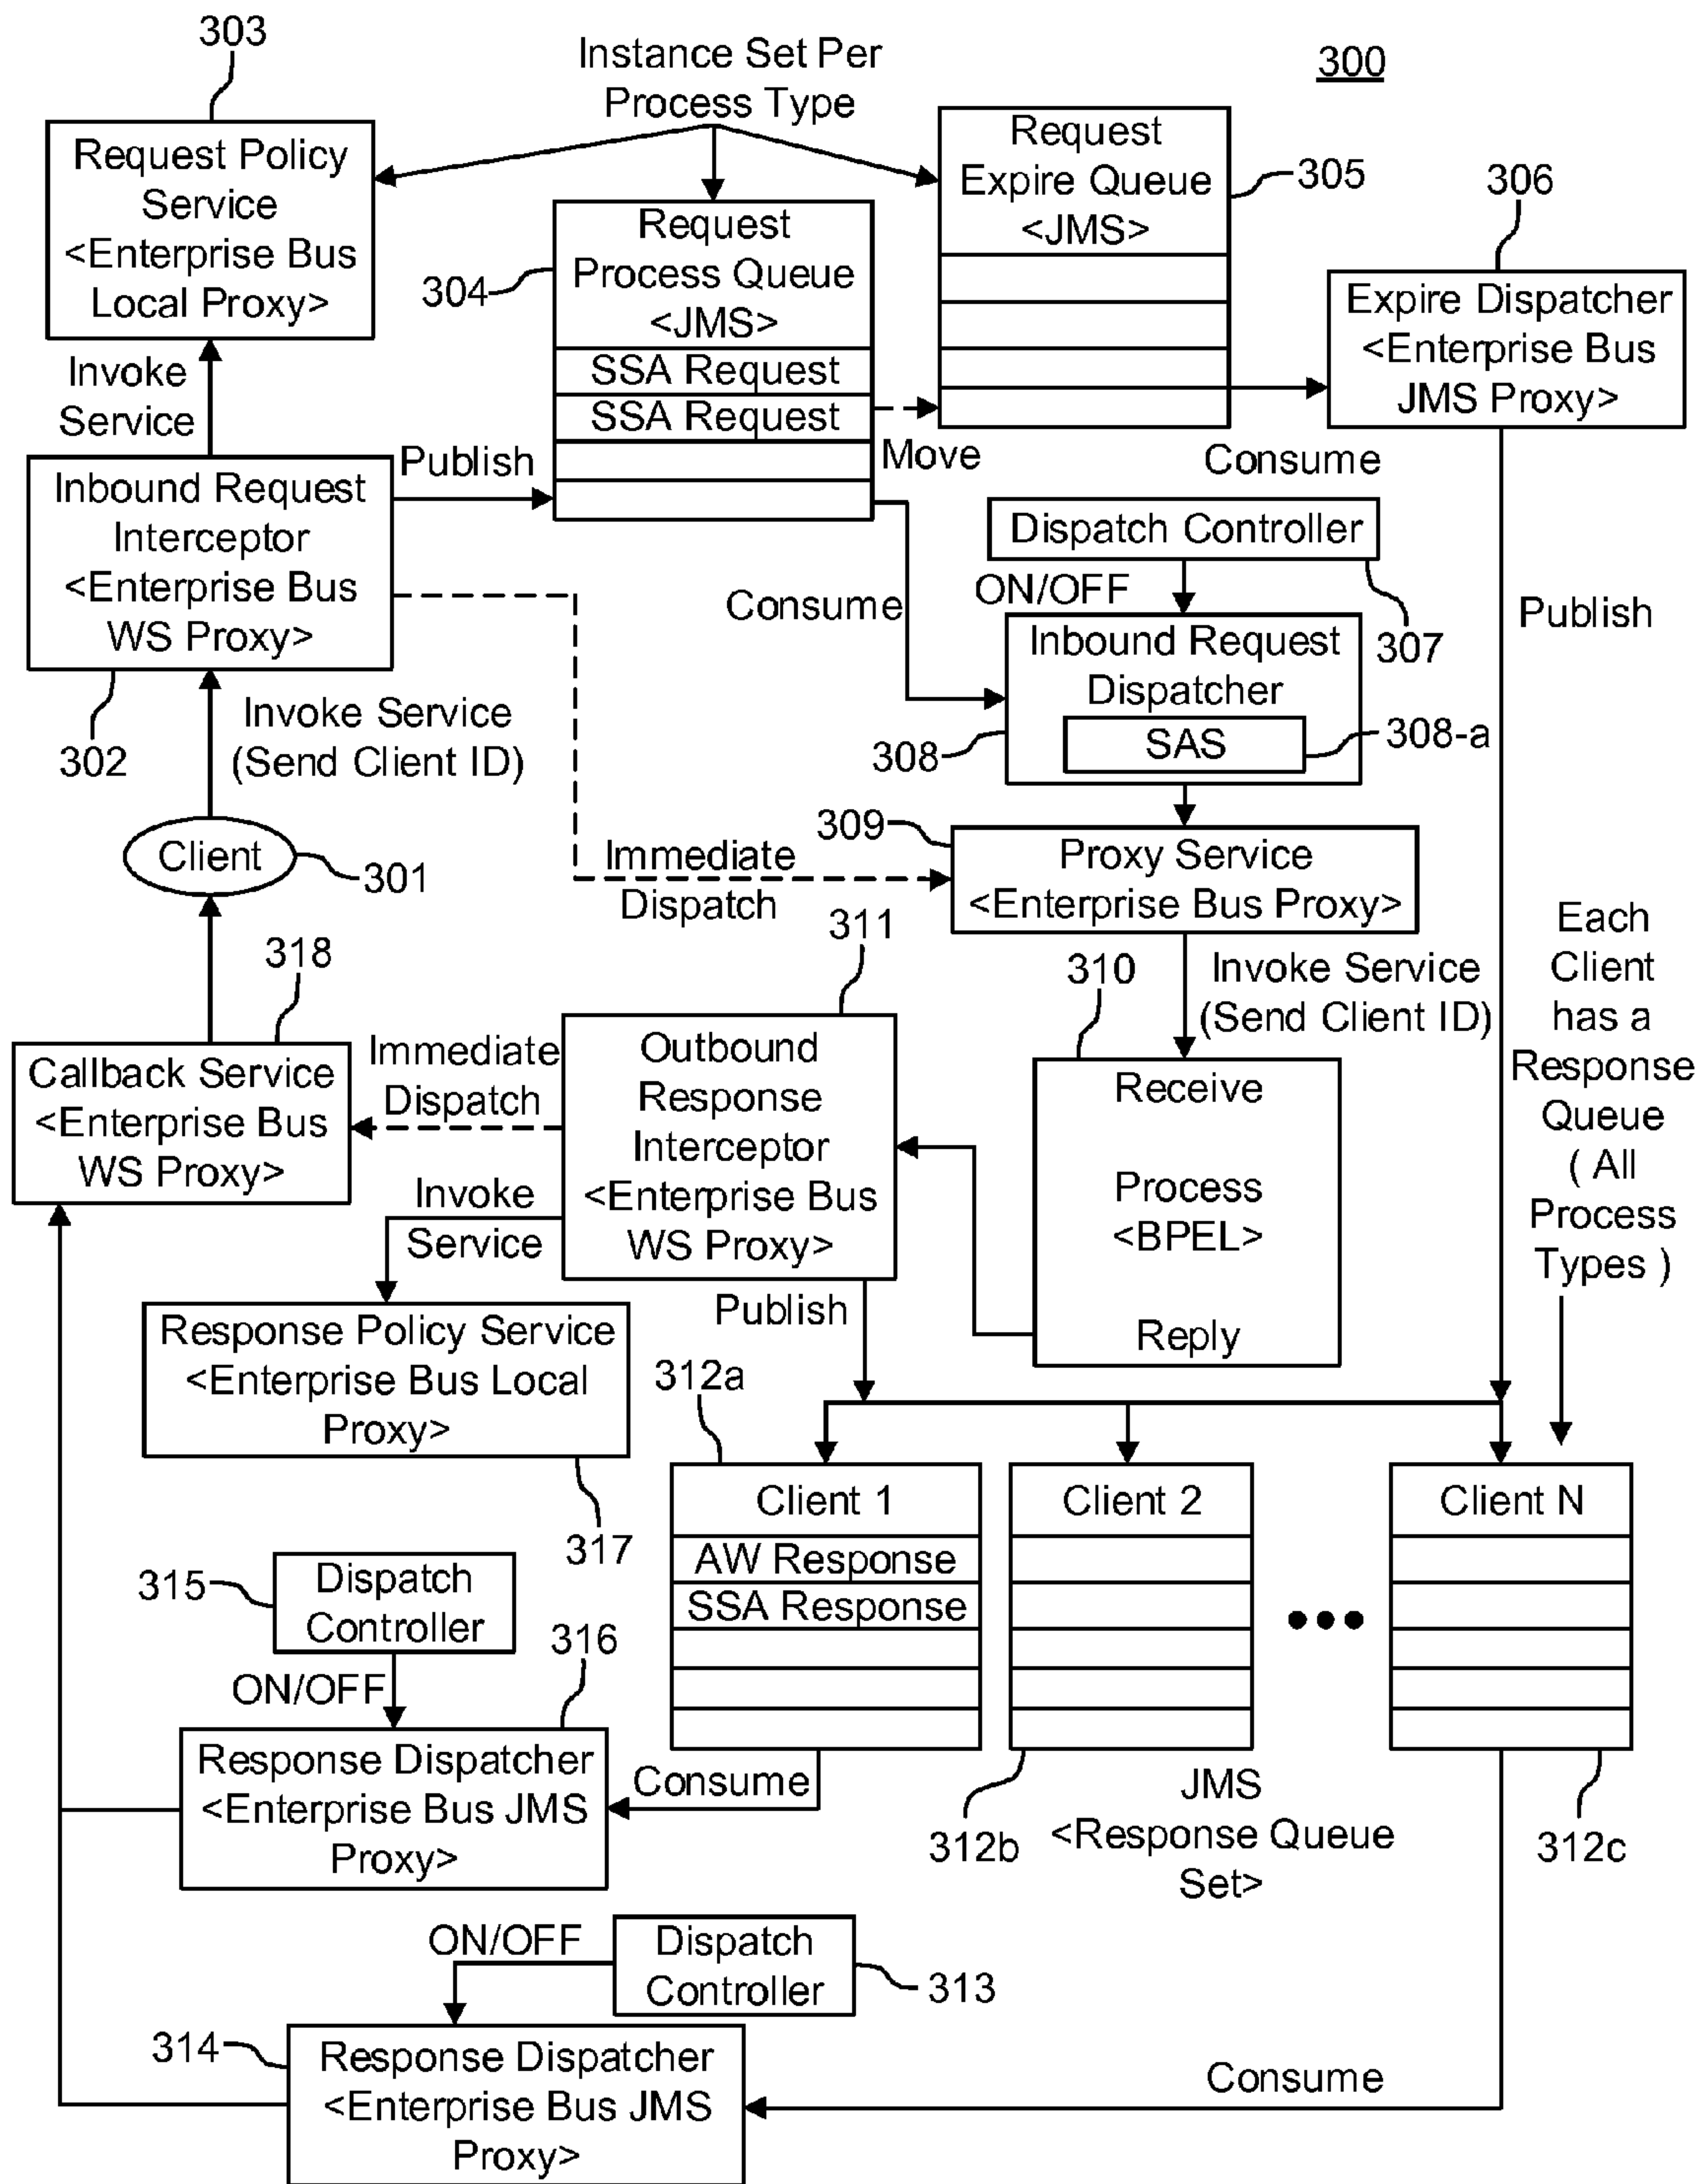 303
Instance Set Per
Process Type
300
Request Policy
Service
<Enterprise Bus
Local Proxy>
Request
Expire Queue
<JMS>
305
306
Request
Process Queue
<JMS>
304
SSA Request
SSA Request
Expire Dispatcher
<Enterprise Bus
JMS Proxy>
Invoke
Service
Publish
Move
Consume
Inbound Request
Interceptor
<Enterprise Bus
WS Proxy>
302
Dispatch Controller
ON/OFF
307
Consume
Publish
Inbound Request
Dispatcher
SAS
308
308-a
Invoke Service
(Send Client ID)
Client
301
309
Proxy Service
<Enterprise Bus Proxy>
Immediate
Dispatch
311
310
Invoke Service
(Send Client ID)
Each
Client
has a
Response
Queue
( All
Process
Types )
318
Callback Service
<Enterprise Bus
WS Proxy>
Immediate
Dispatch
Outbound
Response
Interceptor
<Enterprise Bus
WS Proxy>
Receive
Process
<BPEL>
Reply
Invoke
Service
Publish
Response Policy Service
<Enterprise Bus Local
Proxy>
317
312a
Client 1
AW Response
SSA Response
Client 2
Client N
315
Dispatch
Controller
ON/OFF
316
Response Dispatcher
<Enterprise Bus JMS
Proxy>
Consume
312b
JMS
<Response Queue
Set>
312c
ON/OFF
Dispatch
Controller
313
314
Response Dispatcher
<Enterprise Bus JMS
Proxy>
Consume